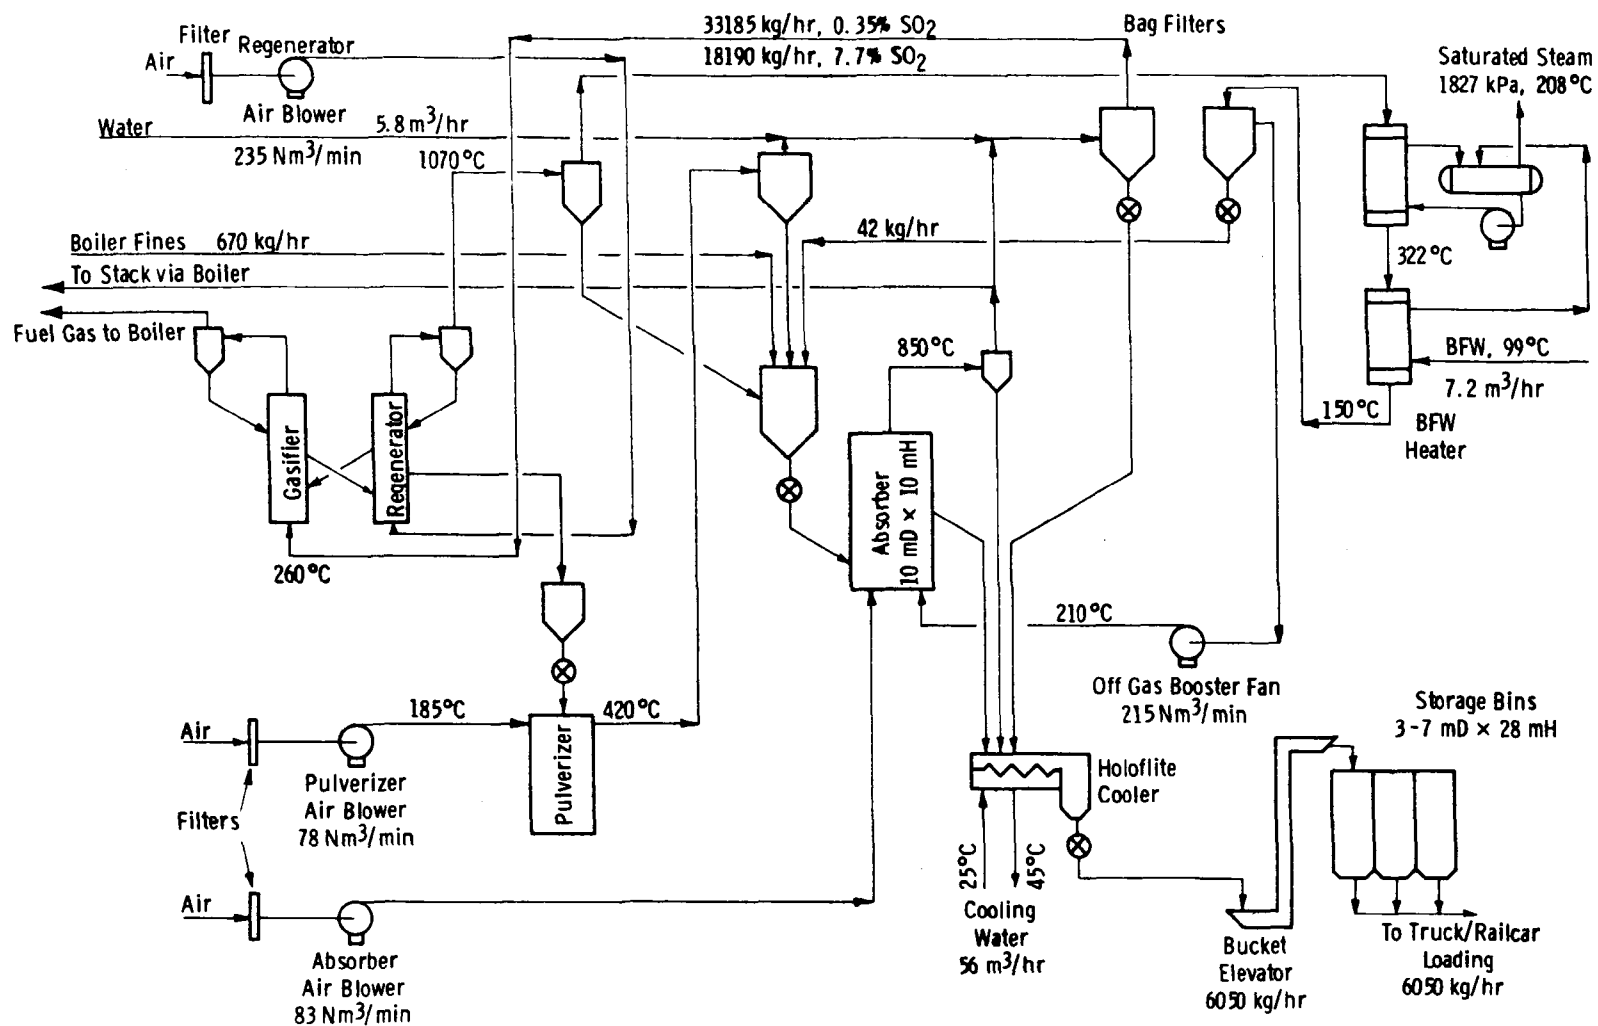 33185 kg/hr, 0.35% SO2
Bag Filters
Filter
Regenerator
18190 kg/hr, 7.7% SO2
Air
Saturated Steam
1827 kPa, 208°C
Air Blower
Water
5.8 m3/hr
235 Nm3/min
1070°C
Boiler Fines 670 kg/hr
42 kg/hr
To Stack via Boiler
322°C
Fuel Gas to Boiler
850°C
BFW, 99°C
7.2 m3/hr
150°C
BFW
Heater
Gasifier
Regenerator
Absorber
10 mD × 10 mH
260°C
210°C
Off Gas Booster Fan
215 Nm3/min
185°C
420°C
Storage Bins
3-7 mD × 28 mH
Air
Pulverizer
Air Blower
78 Nm3/min
Pulverizer
Holoflite
Cooler
Filters
25°C
45°C
Air
Cooling
Water
56 m3/hr
Bucket
Elevator
6050 kg/hr
To Truck/Railcar
Loading
6050 kg/hr
Absorber
Air Blower
83 Nm3/min